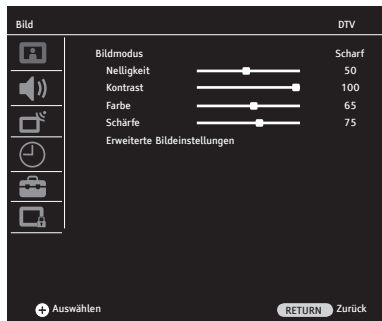 Bild DTV
Bildmodus Scharf
Nelligkeit 50
Kontrast 100
Farbe 65
Schärfe 75
Erweiterte Bildeinstellungen
Auswählen RETURN Zurück